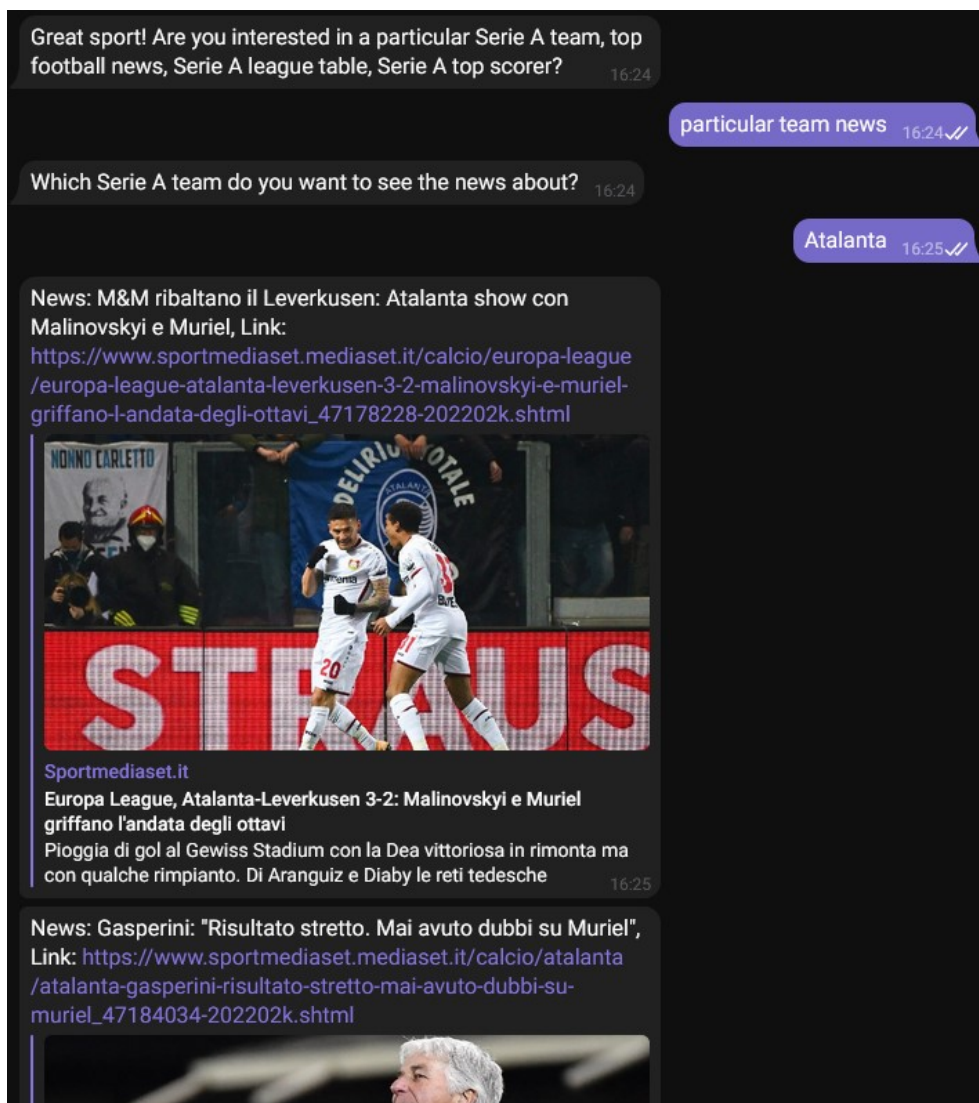 Great sport! Are you interested in a particular Serie A team, top
football news, Serie A league table, Serie A top scorer?
16:24
particular team news 16:24
Which Serie A team do you want to see the news about? 16:24
Atalanta 16:25
News: M&M ribaltano il Leverkusen: Atalanta show con
Malinovskyi e Muriel, Link:
https://www.sportmediaset.mediaset.it/calcio/europa-league
/europa-league-atalanta-leverkusen-3-2-malinovskyi-e-muriel-
griffano-l-andata-degli-ottavi_47178228-202202k.shtml
NONNO CARLETTO
DELIRIO TOTALE
ATALANTA
20
31
STRAUS
Sportmediaset.it
Europa League, Atalanta-Leverkusen 3-2: Malinovskyi e Muriel
griffano l'andata degli ottavi
Pioggia di gol al Gewiss Stadium con la Dea vittoriosa in rimonta ma
con qualche rimpianto. Di Aranguiz e Diaby le reti tedesche
16:25
News: Gasperini: "Risultato stretto. Mai avuto dubbi su Muriel",
Link: https://www.sportmediaset.mediaset.it/calcio/atalanta
/atalanta-gasperini-risultato-stretto-mai-avuto-dubbi-su-
muriel_47184034-202202k.shtml